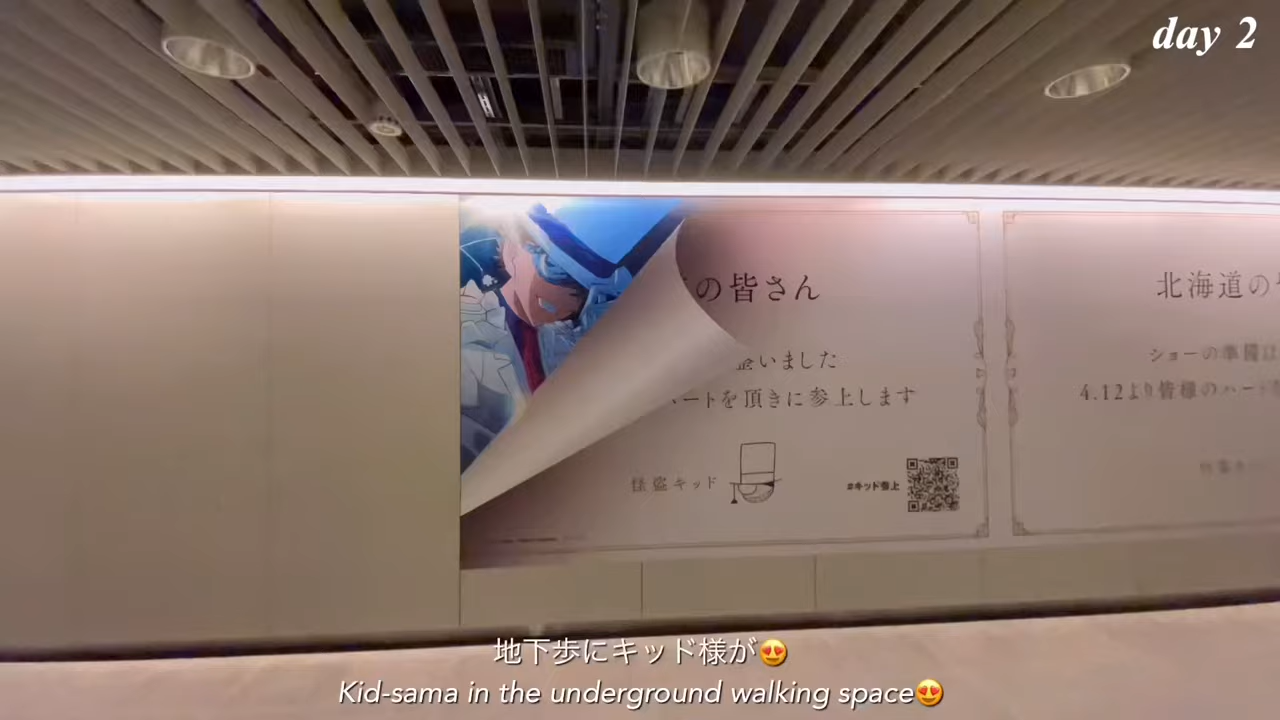 day 2
の皆さん
いました
ートを頂きに参上します
怪盗キッド
#キッド参上
北海道の
ショーの準備は
4.12より皆様のハート
地下歩にキッド様が😍
Kid-sama in the underground walking space😍